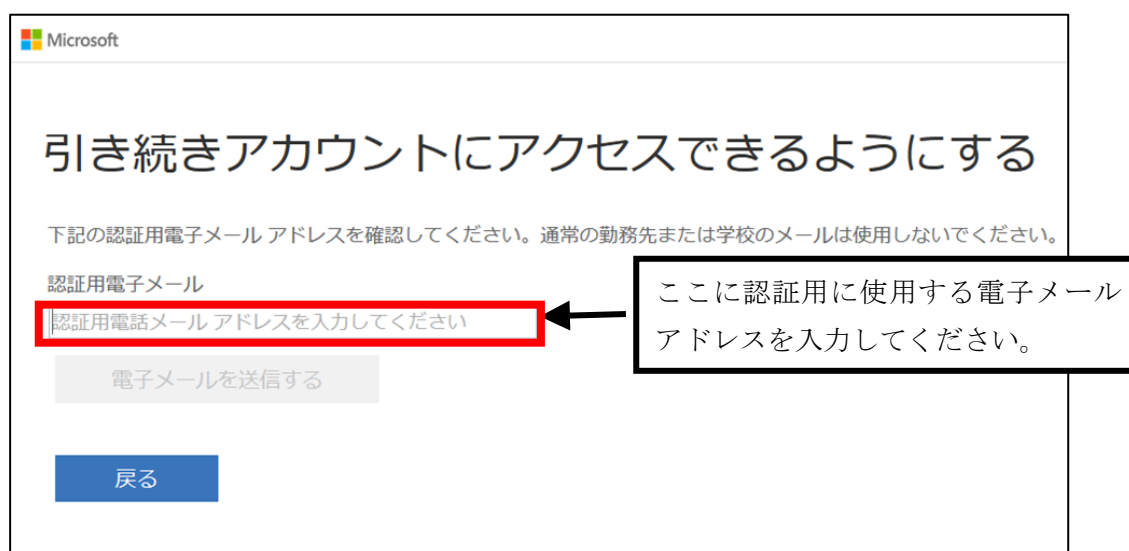 Microsoft
引き続きアカウントにアクセスできるようにする
下記の認証用電子メール アドレスを確認してください。通常の勤務先または学校のメールは使用しないでください。
認証用電子メール
認証用電話メール アドレスを入力してください
ここに認証用に使用する電子メール
アドレスを入力してください。
電子メールを送信する
戻る